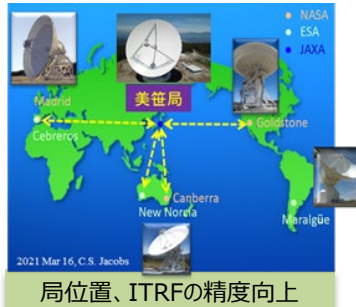 NASA
ESA
JAXA
美笹局
Madrid
Cebreros
Goldstone
Canberra
New Norcia
Maralgüe
2021 Mar 16, C.S. Jacobs
局位置、ITRFの精度向上